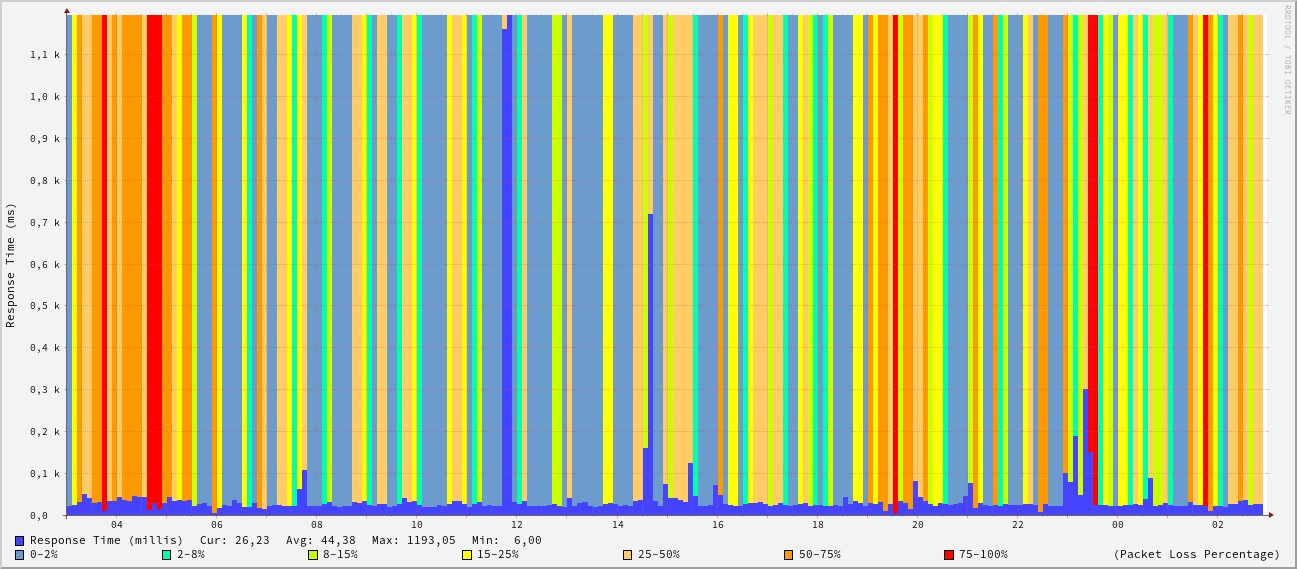 RRDTOOL / TOBI OETIKER
Response Time (ms)
1,1 k
1,0 k
0,9 k
0,8 k
0,7 k
0,6 k
0,5 k
0,4 k
0,3 k
0,2 k
0,1 k
0,0
04 06 08 10 12 14 16 18 20 22 00 02
Response Time (millis) Cur: 26,23 Avg: 44,38 Max: 1193,05 Min: 6,00
0-2% 2-8% 8-15% 15-25% 25-50% 50-75% 75-100% (Packet Loss Percentage)